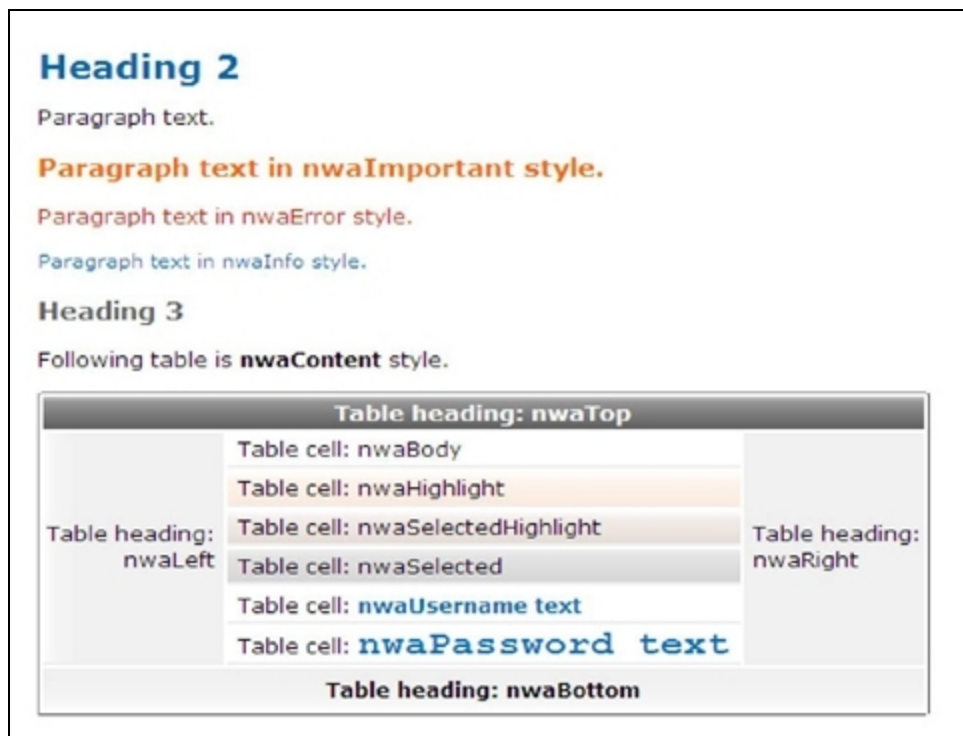 Heading 2
Paragraph text.
Paragraph text in nwaImportant style.
Paragraph text in nwaError style.
Paragraph text in nwaInfo style.
Heading 3
Following table is nwaContent style.
Table heading: nwaTop
Table heading:
nwaLeft
Table cell: nwaBody
Table cell: nwaHighlight
Table cell: nwaSelectedHighlight
Table cell: nwaSelected
Table cell: nwaUsername text
Table cell: nwaPassword text
Table heading:
nwaRight
Table heading: nwaBottom